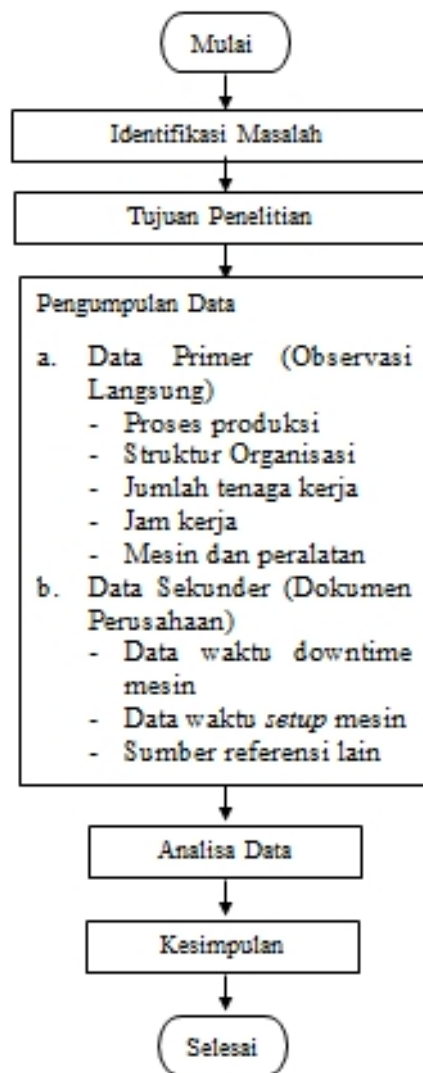 Mulai
Identifikasi Masalah
Tujuan Penelitian
Pengumpulan Data
a. Data Primer (Observasi
Langsung)
- Proses produksi
- Struktur Organisasi
- Jumlah tenaga kerja
- Jam kerja
- Mesin dan peralatan
b. Data Sekunder (Dokumen
Perusahaan)
- Data waktu downtime
mesin
- Data waktu setup mesin
- Sumber referensi lain
Analisa Data
Kesimpulan
Selesai